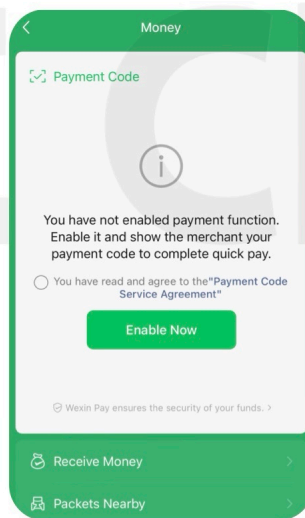 Money
Payment Code
You have not enabled payment function.
Enable it and show the merchant your
payment code to complete quick pay.
You have read and agree to the"Payment Code
Service Agreement"
Enable Now
Wexin Pay ensures the security of your funds. >
Receive Money
Packets Nearby